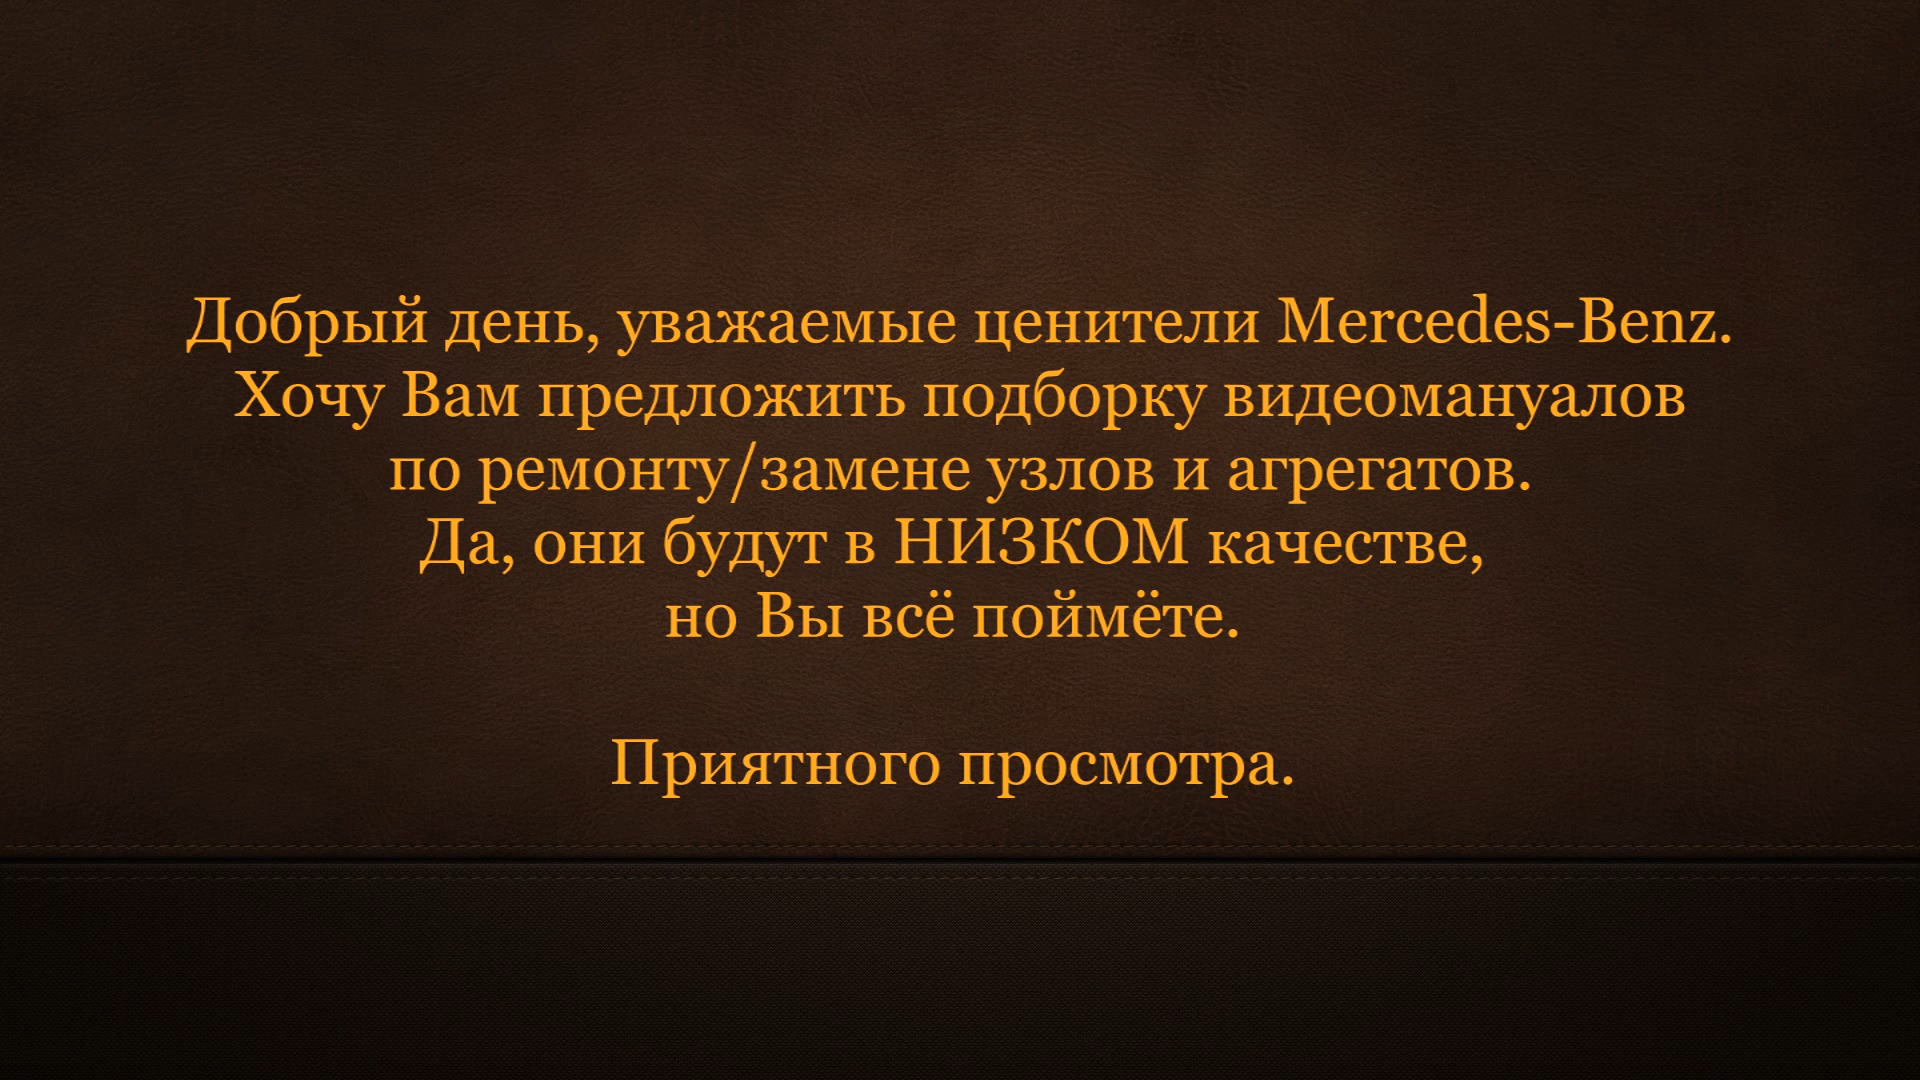 Добрый день, уважаемые ценители Mercedes-Benz.
Хочу Вам предложить подборку видеомануалов
по ремонту/замене узлов и агрегатов.
Да, они будут в НИЗКОМ качестве,
но Вы всё поймёте.
Приятного просмотра.